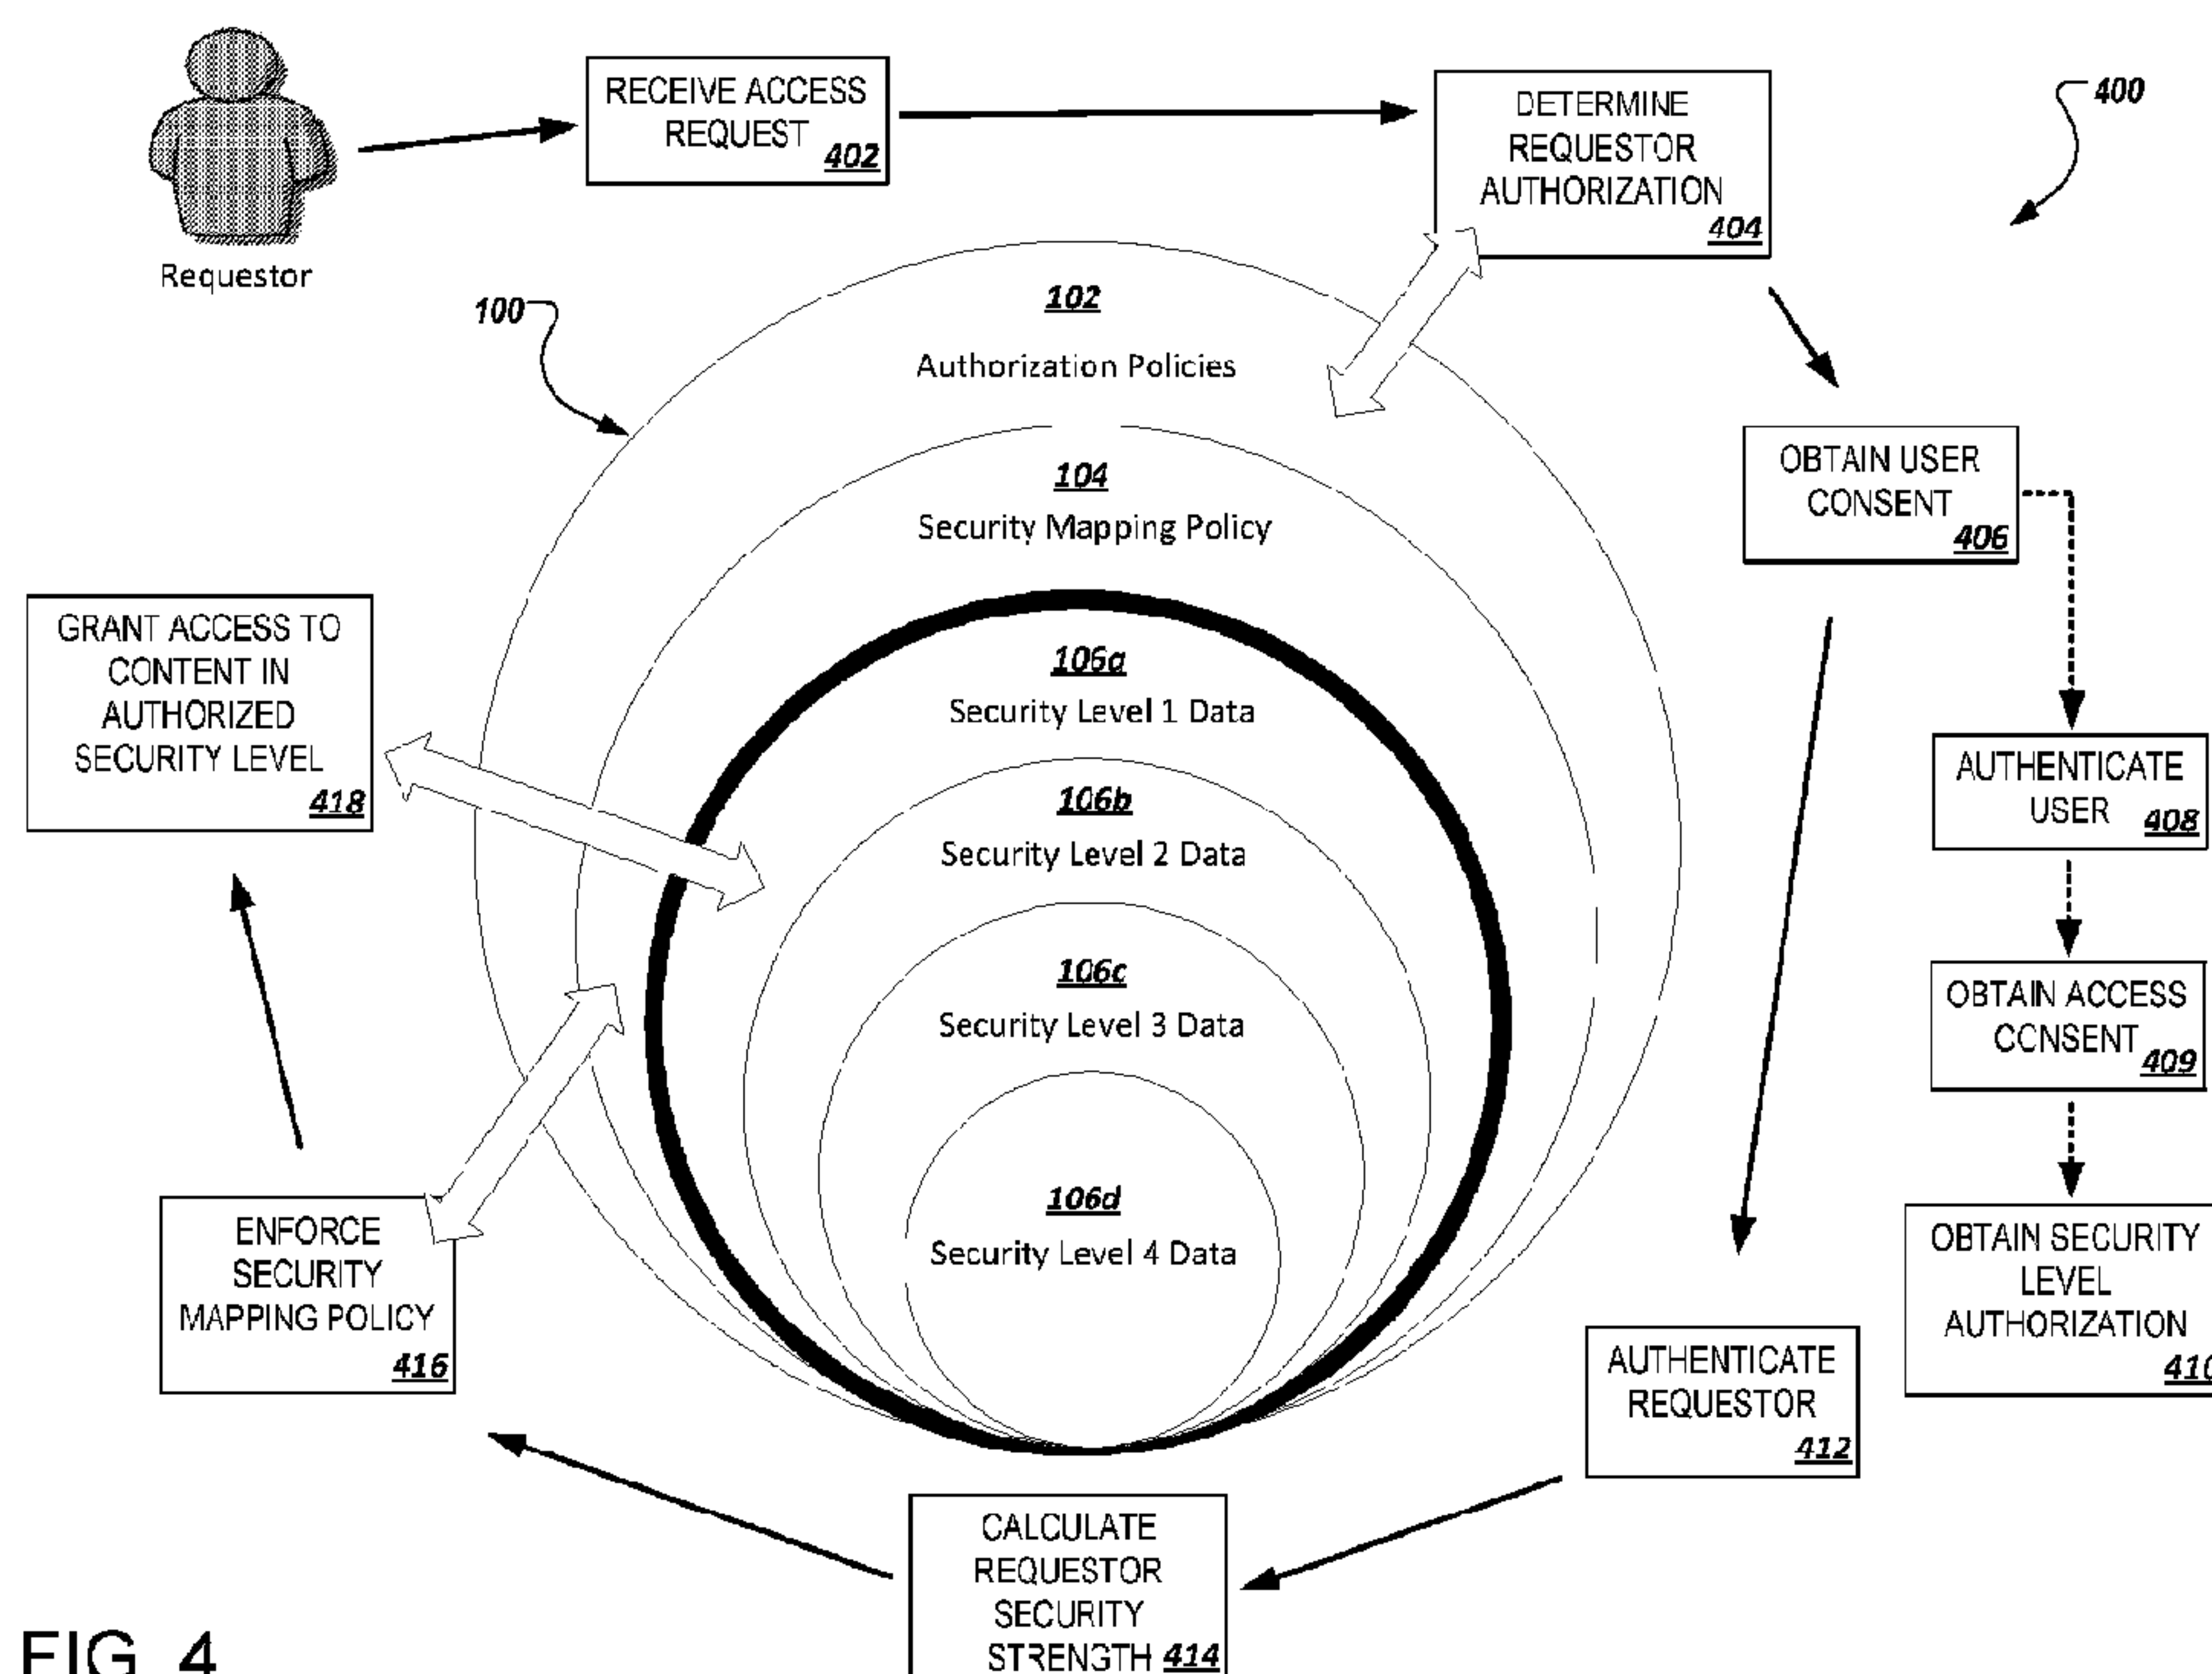 RECEIVE ACCESS
REQUEST
402
DETERMINE
REQUESTOR
AUTHORIZATION
404
400
Requestor
100
102
Authorization Policies
104
Security Mapping Policy
OBTAIN USER
CONSENT
406
GRANT ACCESS TO
CONTENT IN
AUTHORIZED
SECURITY LEVEL
418
106a
Security Level 1 Data
106b
Security Level 2 Data
AUTHENTICATE
USER 408
106c
Security Level 3 Data
OBTAIN ACCESS
CONSENT
409
106d
Security Level 4 Data
ENFORCE
SECURITY
MAPPING POLICY
416
OBTAIN SECURITY
LEVEL
AUTHORIZATION
410
AUTHENTICATE
REQUESTOR
412
CALCULATE
REQUESTOR
SECURITY
STRENGTH 414
FIG. 4